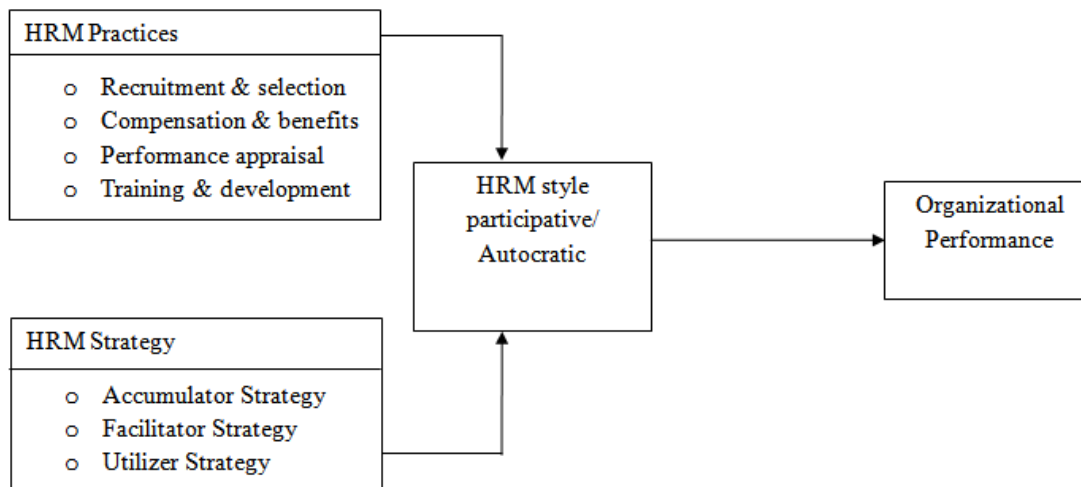 HRM Practices
o Recruitment & selection
o Compensation & benefits
o Performance appraisal
o Training & development
HRM style
participative/
Autocratic
Organizational
Performance
HRM Strategy
o Accumulator Strategy
o Facilitator Strategy
o Utilizer Strategy